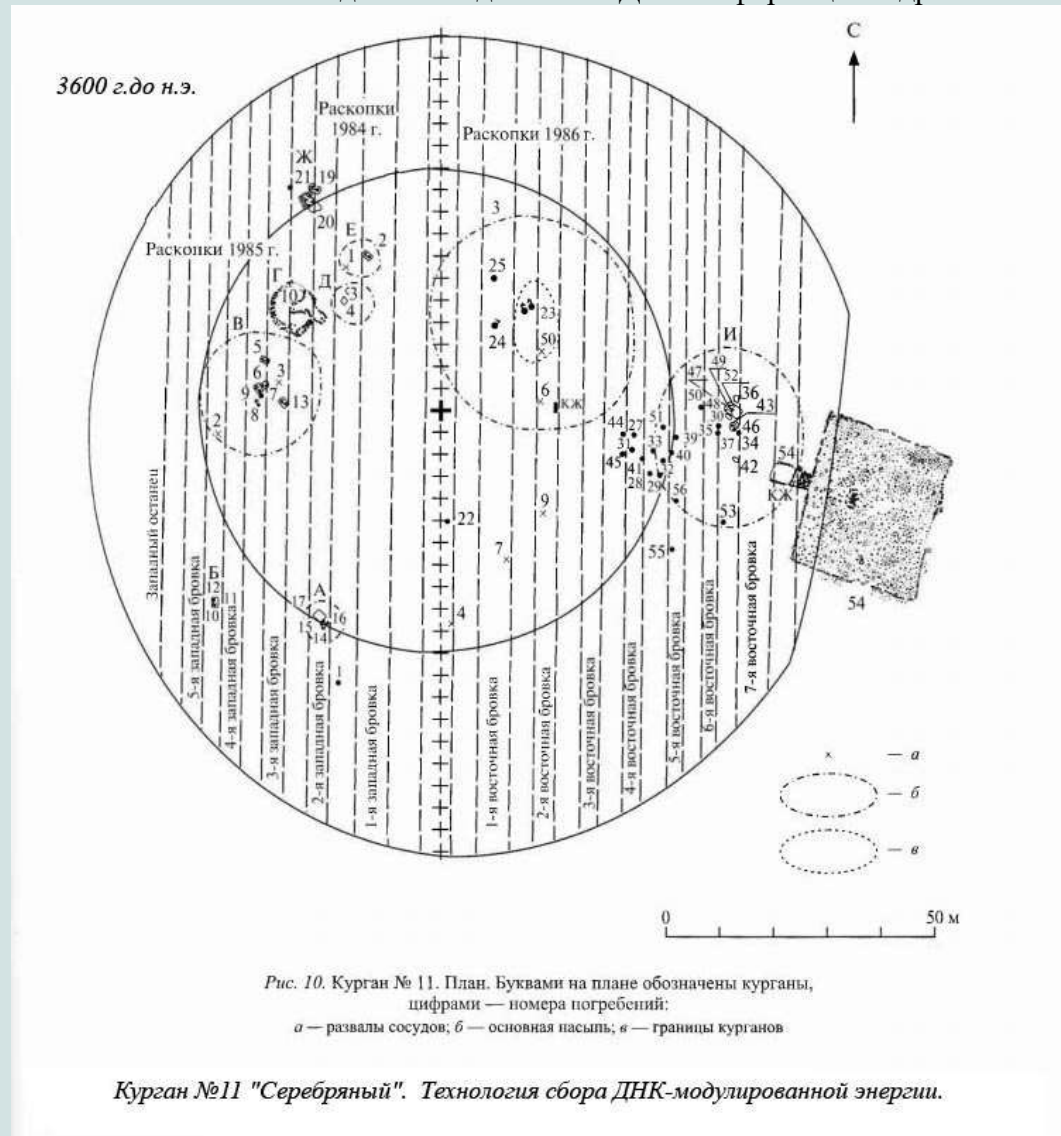 С
3600 г.до н.э.
Раскопки
1984 г.
Раскопки 1986 г.
Ж
21 19
20
Раскопки 1985 г.
Е
1 2
Г
10
Д
3
4
В
5
3
6
9 7
8
13
2
З
25
23
24
50
6
КЖ
И
49
47 52
36
50 48
43
30
35 46
34
37
42
51
44 27
39
33
31
40
45 41
32
28 29
56
54
КЖ
53
55
54
22
9
7
4
Б
12
11
10
А
17
16
15
14
1
Западный останец
5-я западная бровка
4-я западная бровка
3-я западная бровка
2-я западная бровка
1-я западная бровка
1-я восточная бровка
2-я восточная бровка
3-я восточная бровка
4-я восточная бровка
5-я восточная бровка
6-я восточная бровка
7-я восточная бровка
× — а
— б
— в
0 50 м
Рис. 10. Курган № 11. План. Буквами на плане обозначены курганы,
цифрами — номера погребений:
а — развалы сосудов; б — основная насыпь; в — границы курганов
Курган №11 "Серебряный". Технология сбора ДНК-модулированной энергии.